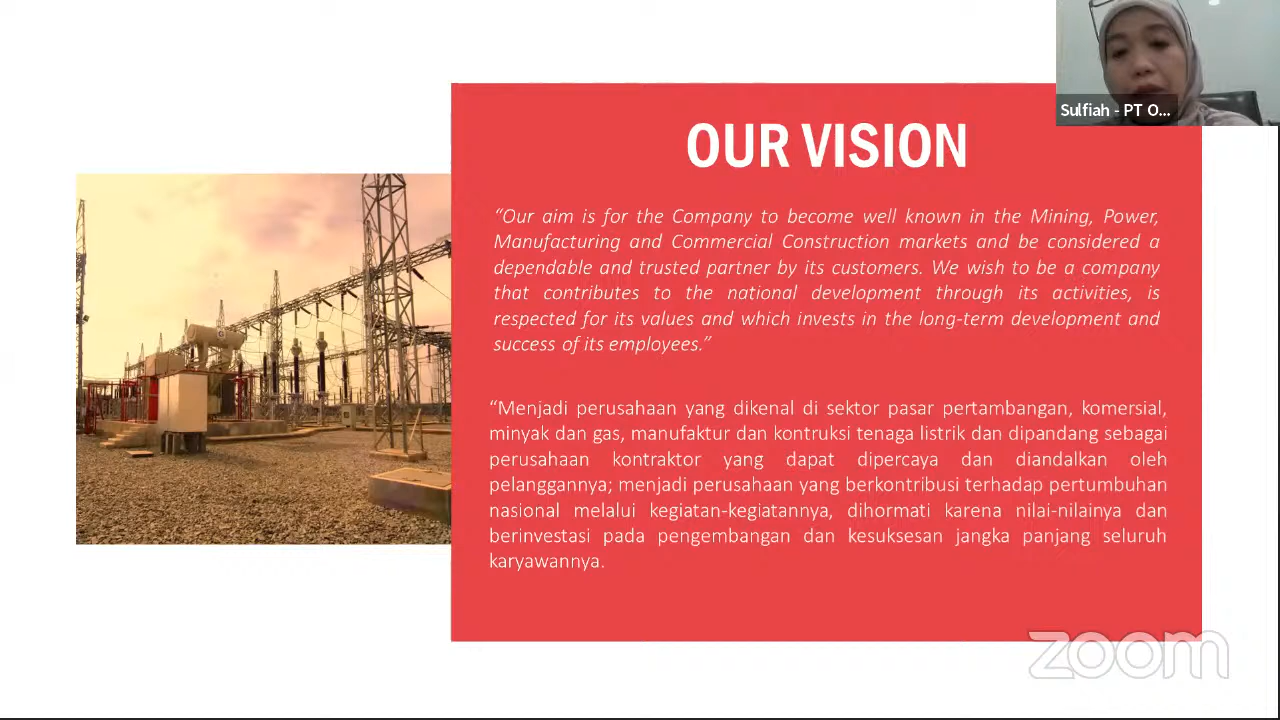 Sulfiah - PT O...
OUR VISION
“Our aim is for the Company to become well known in the Mining, Power,
Manufacturing and Commercial Construction markets and be considered a
dependable and trusted partner by its customers. We wish to be a company
that contributes to the national development through its activities, is
respected for its values and which invests in the long-term development and
success of its employees.”
“Menjadi perusahaan yang dikenal di sektor pasar pertambangan, komersial,
minyak dan gas, manufaktur dan kontruksi tenaga listrik dan dipandang sebagai
perusahaan kontraktor yang dapat dipercaya dan diandalkan oleh
pelanggannya; menjadi perusahaan yang berkontribusi terhadap pertumbuhan
nasional melalui kegiatan-kegiatannya, dihormati karena nilai-nilainya dan
berinvestasi pada pengembangan dan kesuksesan jangka panjang seluruh
karyawannya.
zoom